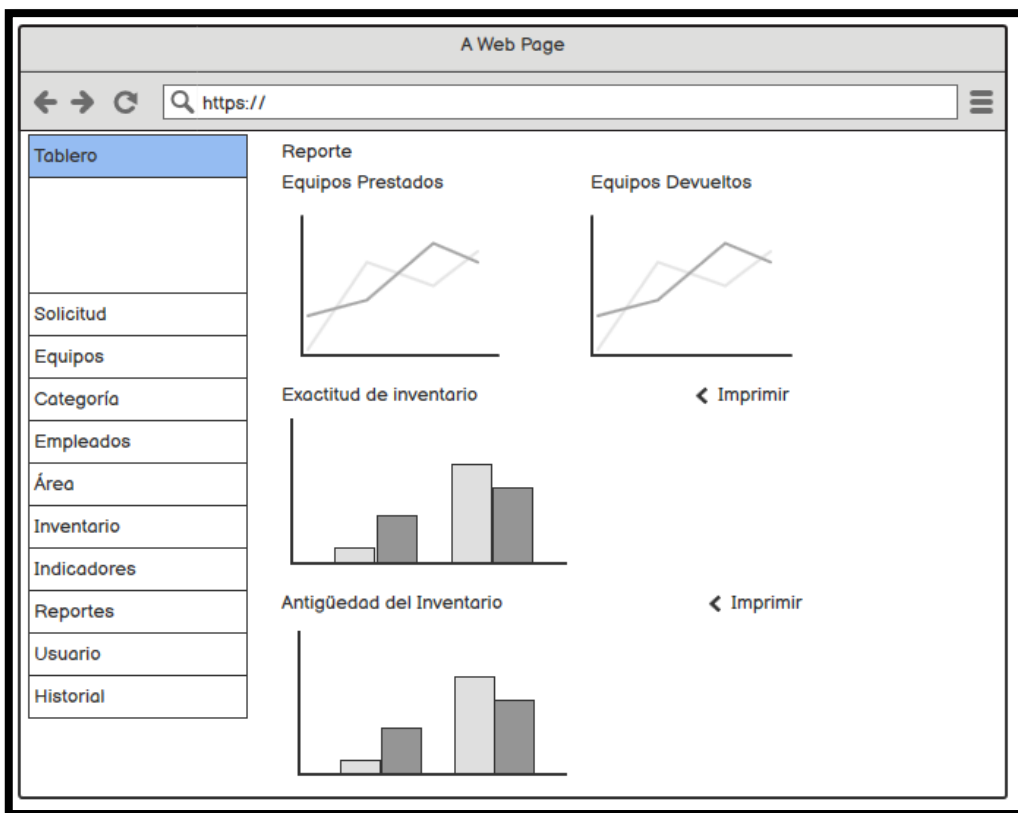 A Web Page
https://
Tablero
Solicitud
Equipos
Categoría
Empleados
Área
Inventario
Indicadores
Reportes
Usuario
Historial
Reporte
Equipos Prestados
Equipos Devueltos
Exactitud de inventario
Imprimir
Antigüedad del Inventario
Imprimir